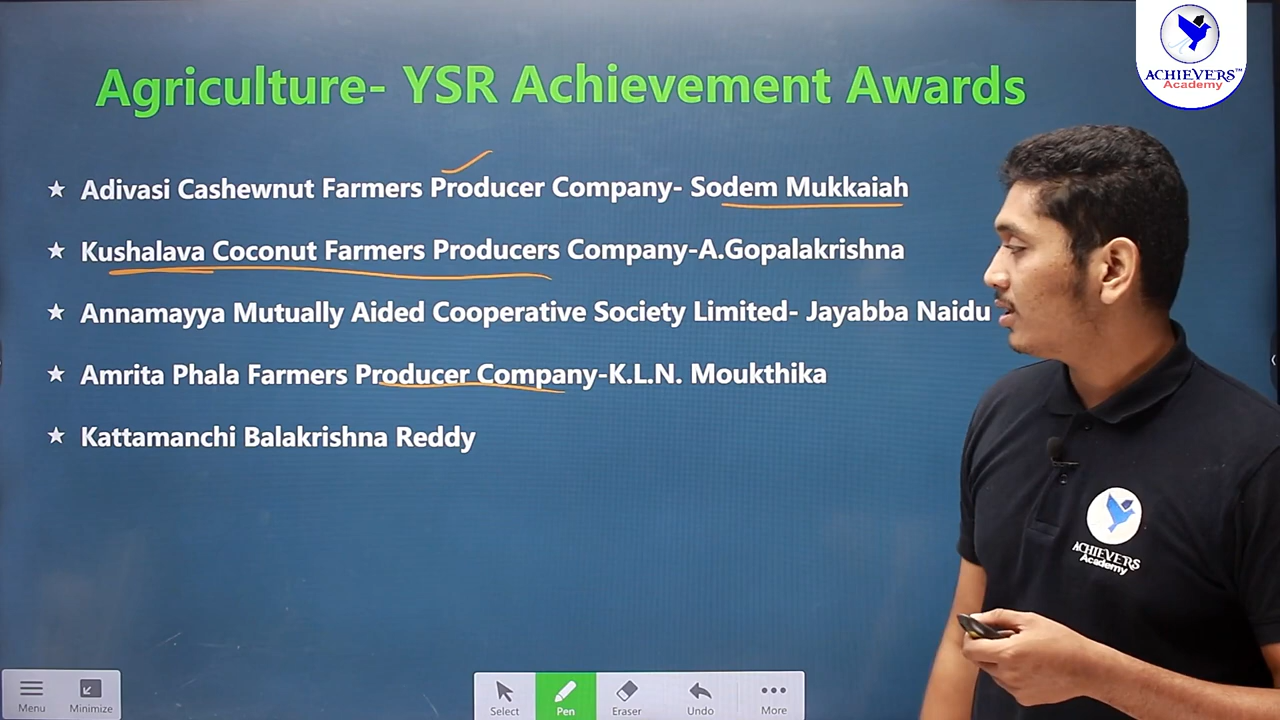 Agriculture- YSR Achievement Awards
ACHIEVERS™
Academy
Adivasi Cashewnut Farmers Producer Company- Sodem Mukkaiah
Kushalava Coconut Farmers Producers Company-A.Gopalakrishna
Annamayya Mutually Aided Cooperative Society Limited- Jayabba Naidu
Amrita Phala Farmers Producer Company-K.L.N. Moukthika
Kattamanchi Balakrishna Reddy
ACHIEVERS
Academy
Menu
Minimize
Select
Pen
Eraser
Undo
More